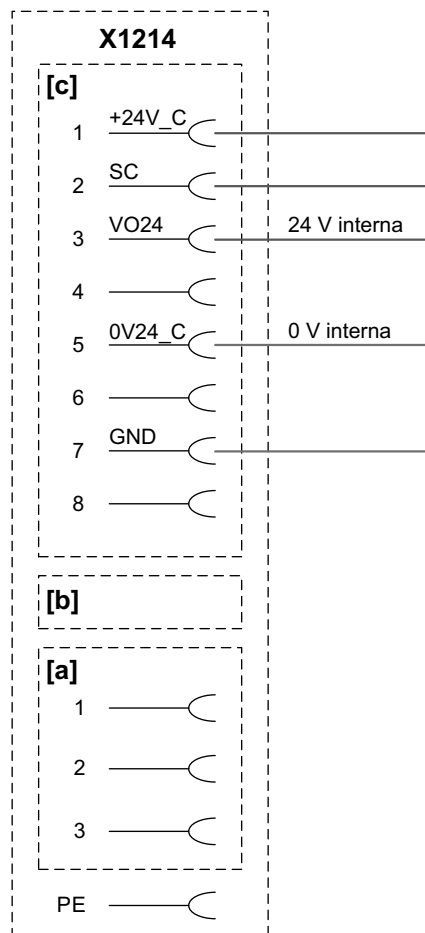 X1214
[c]
1 +24V_C
2 SC
3 VO24 24 V interna
4
5 0V24_C 0 V interna
6
7 GND
8
[b]
[a]
1
2
3
PE